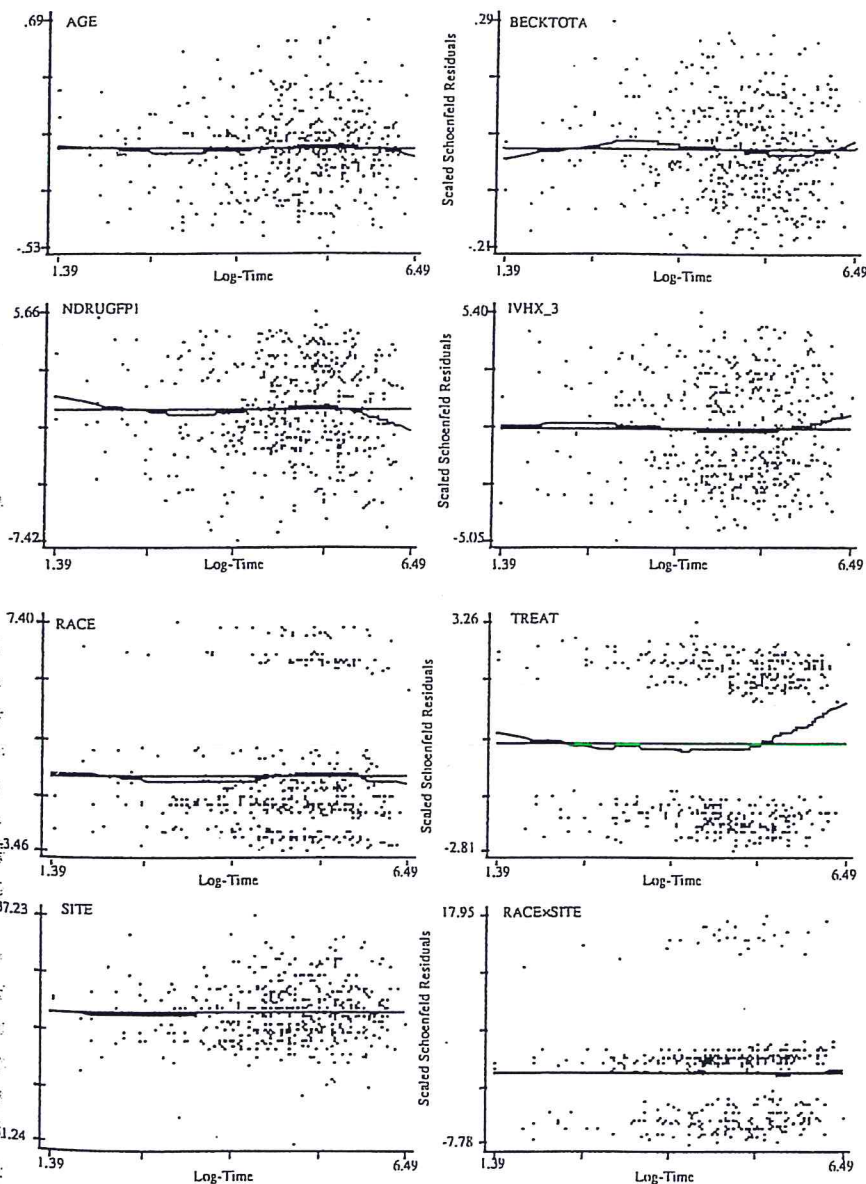 .69
AGE
-.53
1.39
6.49
Log-Time
Scaled Schoenfeld Residuals
.29
BECKTOTA
-.21
1.39
6.49
Log-Time
5.66
NDRUGFP1
-7.42
1.39
6.49
Log-Time
Scaled Schoenfeld Residuals
5.40
IVHX_3
-5.05
1.39
6.49
Log-Time
7.40
RACE
-3.46
1.39
6.49
Log-Time
Scaled Schoenfeld Residuals
3.26
TREAT
-2.81
1.39
6.49
Log-Time
SITE
1.39
6.49
Log-Time
Scaled Schoenfeld Residuals
17.95
RACExSITE
-7.78
1.39
6.49
Log-Time